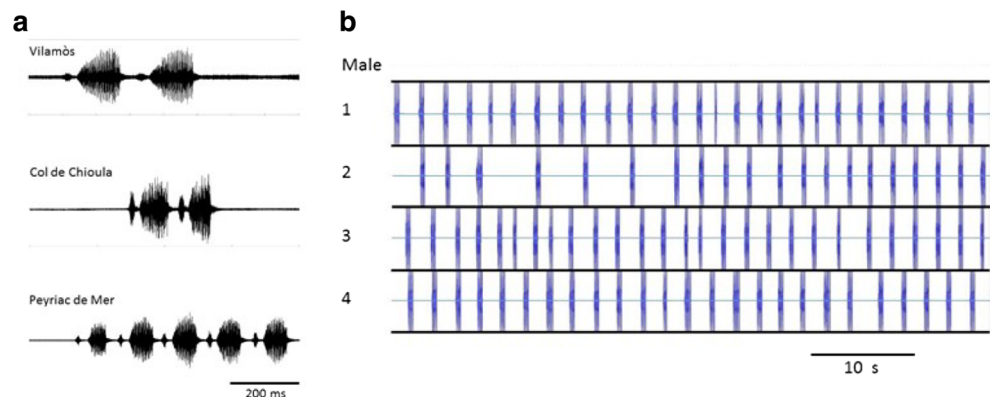 a
Vilamòs
Col de Chioula
Peyriac de Mer
200 ms
b
Male
1
2
3
4
10 s